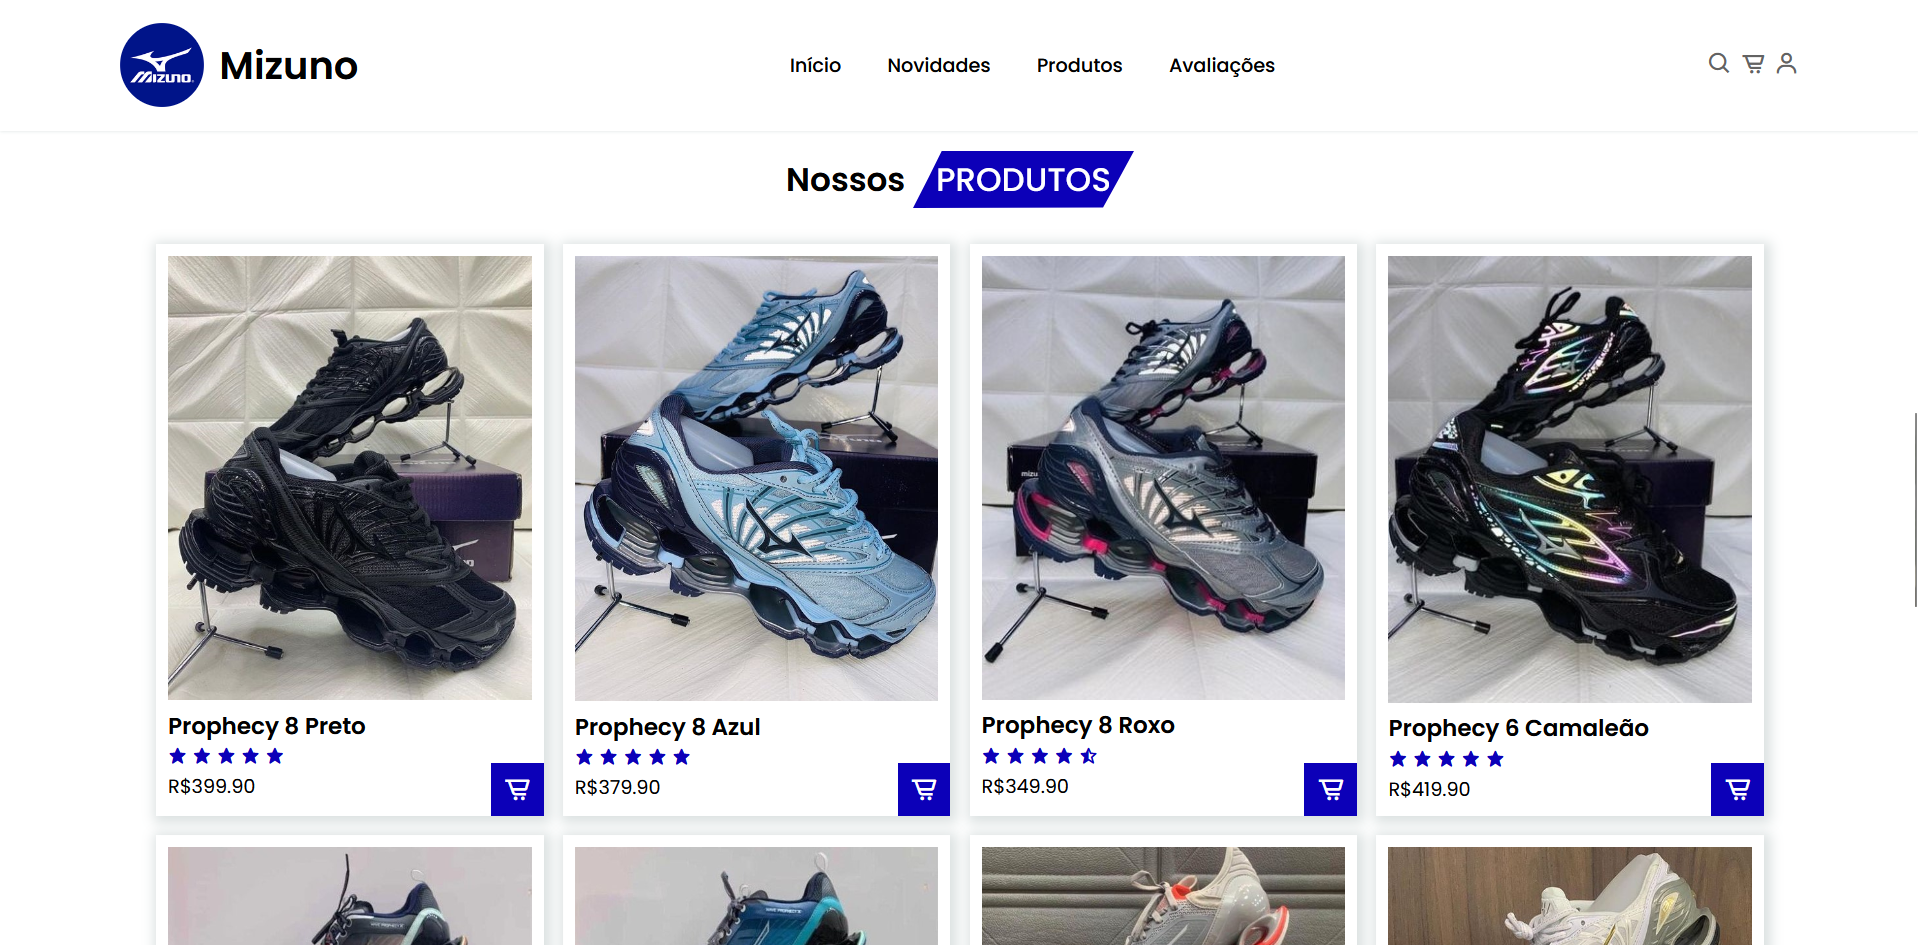 MIZUNO
Mizuno
Início
Novidades
Produtos
Avaliações
Nossos PRODUTOS
mizu
Prophecy 8 Preto
R$399.90
Prophecy 8 Azul
R$379.90
Prophecy 8 Roxo
R$349.90
Prophecy 6 Camaleão
R$419.90